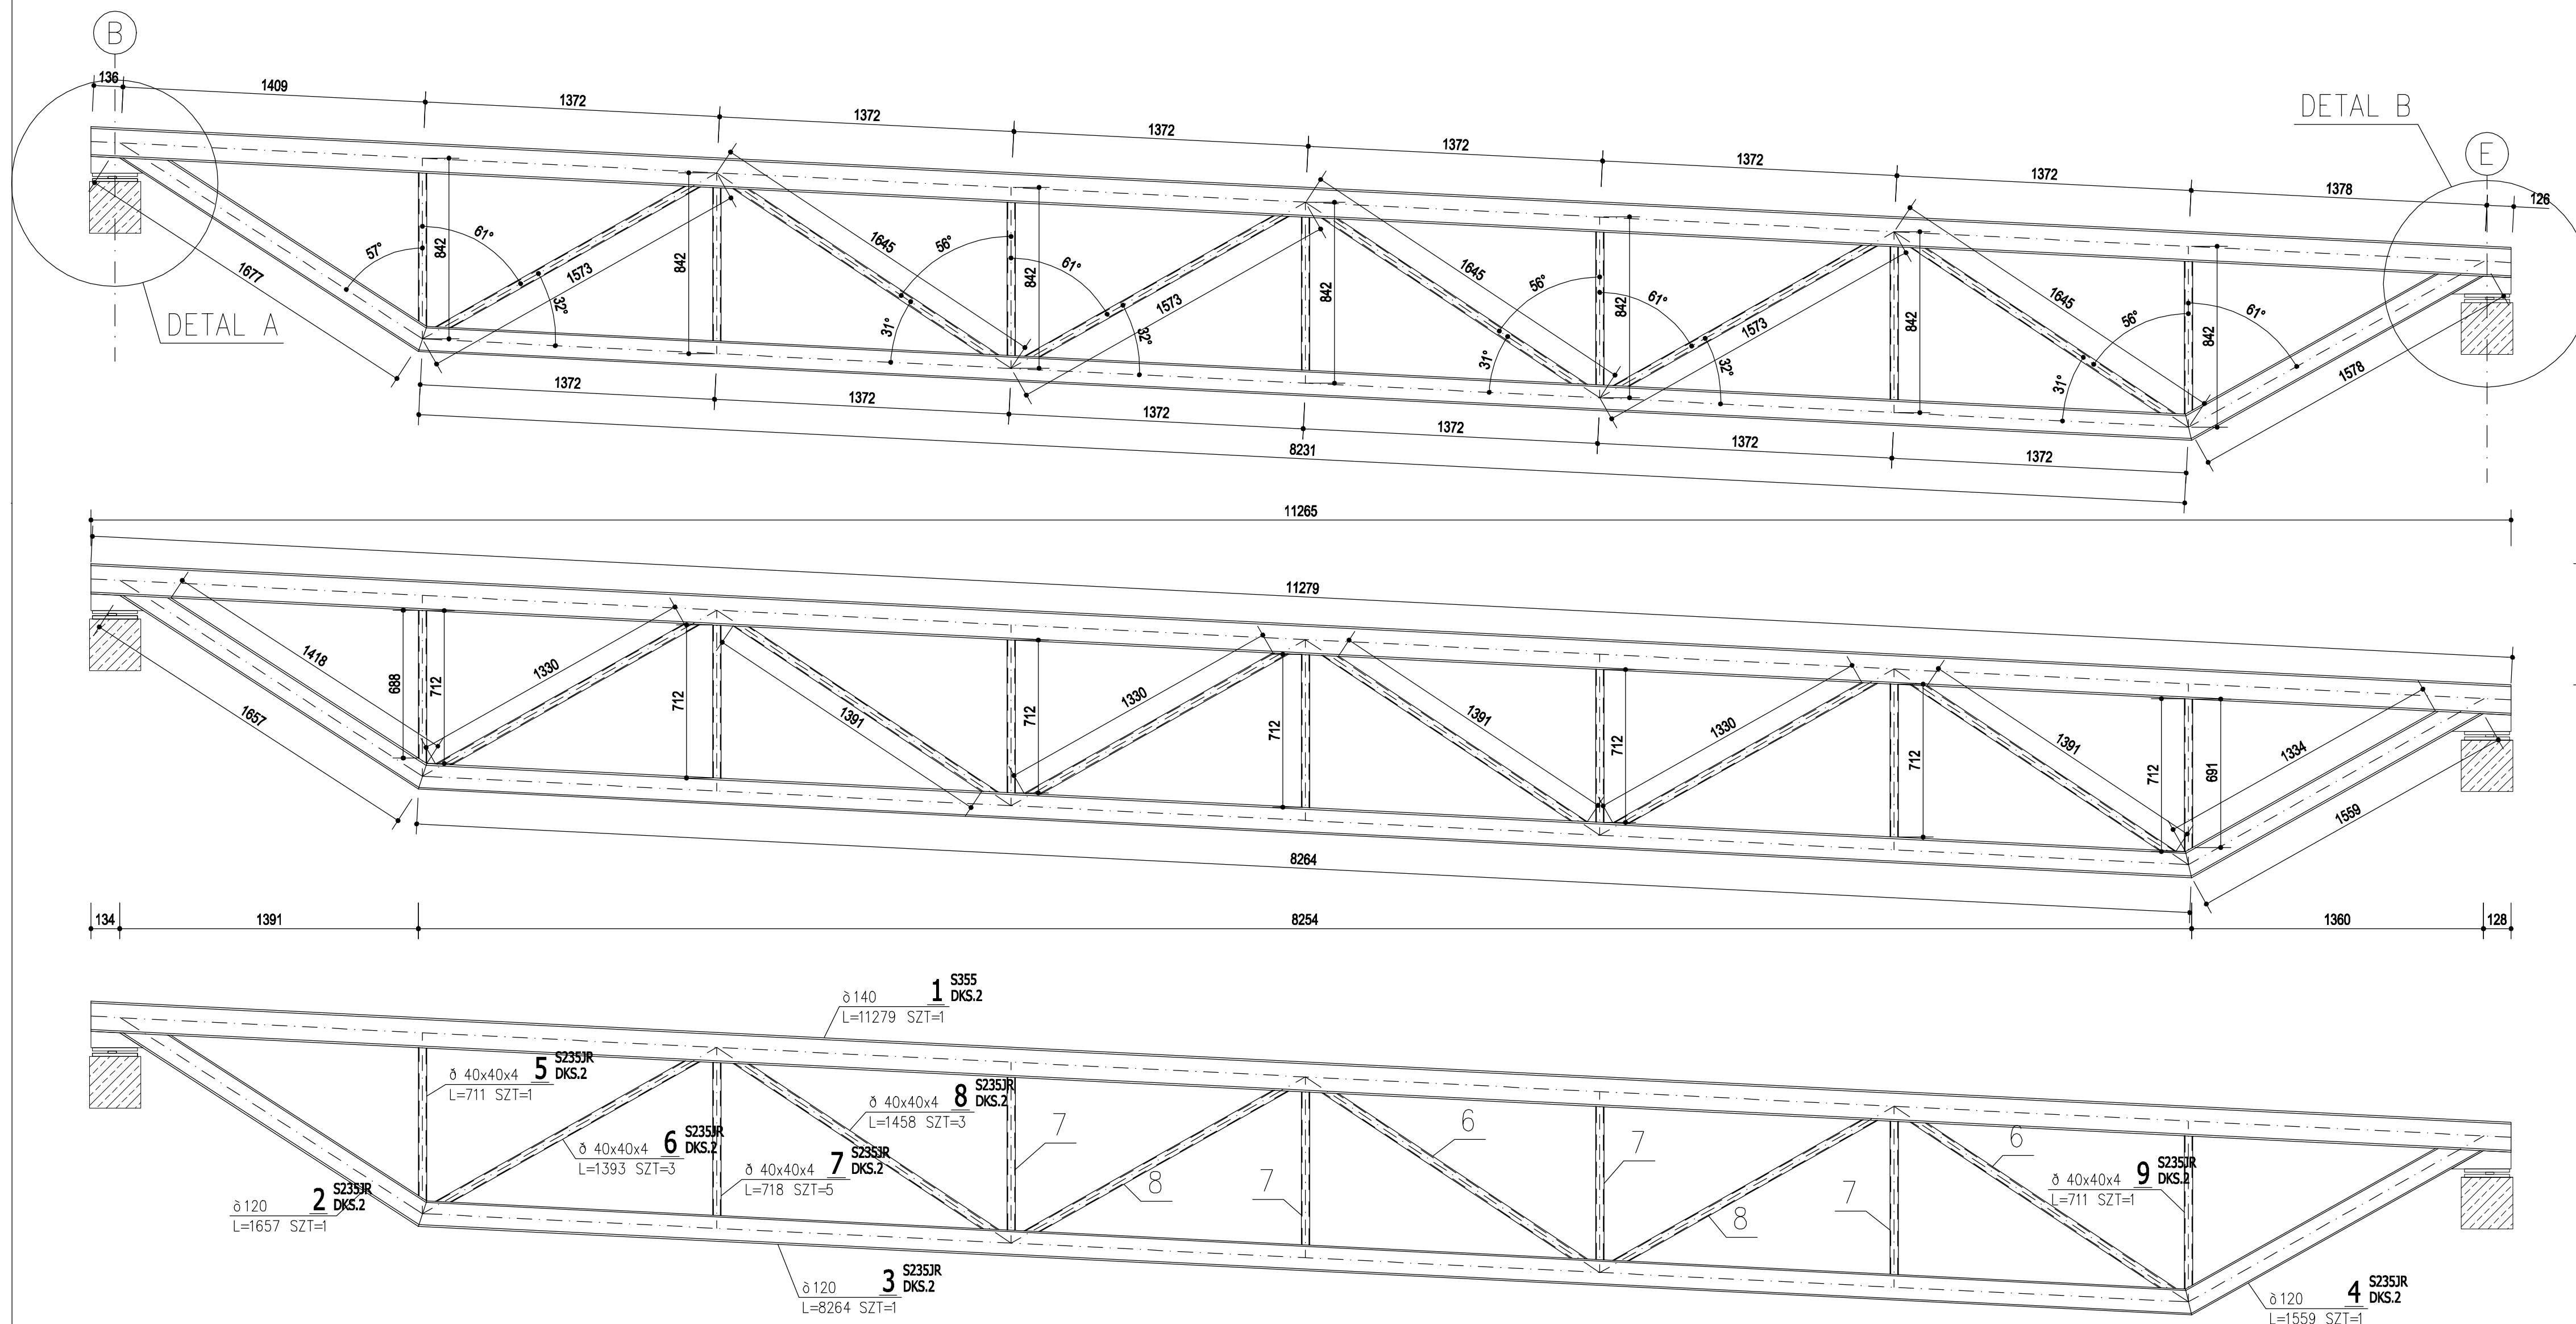 B
136
1409
1372
1372
1372
1372
1372
1372
1378
126
DETAL B
E
57°
842
61°
842
1645
56°
842
61°
842
1645
56°
842
61°
842
1645
56°
842
61°
1677
1573
32°
31°
1573
32°
31°
1573
32°
31°
1578
DETAL A
1372
1372
1372
1372
1372
1372
8231
11265
11279
1418
688
712
1330
712
1391
712
1330
712
1391
712
1330
712
1391
712
691
1334
1657
1559
8264
134
1391
8254
1360
128
ð 140 1 S355
DKS.2
L=11279 SZT=1
ð 40x40x4 5 S235JR
DKS.2
L=711 SZT=1
ð 40x40x4 8 S235JR
DKS.2
L=1458 SZT=3
7
6
7
6
ð 40x40x4 6 S235JR
DKS.2
L=1393 SZT=3
ð 40x40x4 7 S235JR
DKS.2
L=718 SZT=5
8
7
8
7
ð 40x40x4 9 S235JR
DKS.2
L=711 SZT=1
ð 120 2 S235JR
DKS.2
L=1657 SZT=1
ð 120 3 S235JR
DKS.2
L=8264 SZT=1
ð 120 4 S235JR
DKS.2
L=1559 SZT=1